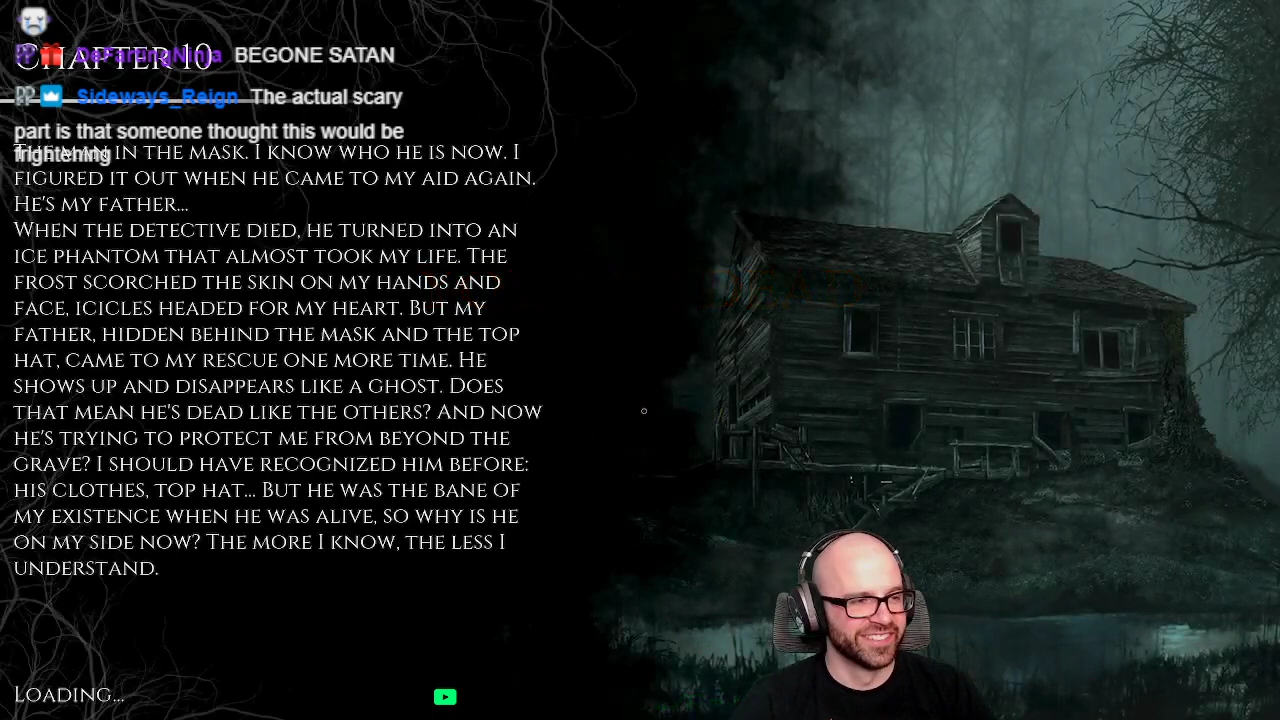 CHAPTER 10
DeFartingNinja BEGONE SATAN
Sideways_Reign The actual scary
part is that someone thought this would be
frightening
THE MAN IN THE MASK. I KNOW WHO HE IS NOW. I
FIGURED IT OUT WHEN HE CAME TO MY AID AGAIN.
HE'S MY FATHER...
WHEN THE DETECTIVE DIED, HE TURNED INTO AN
ICE PHANTOM THAT ALMOST TOOK MY LIFE. THE
FROST SCORCHED THE SKIN ON MY HANDS AND
FACE, ICICLES HEADED FOR MY HEART. BUT MY
FATHER, HIDDEN BEHIND THE MASK AND THE TOP
HAT, CAME TO MY RESCUE ONE MORE TIME. HE
SHOWS UP AND DISAPPEARS LIKE A GHOST. DOES
THAT MEAN HE'S DEAD LIKE THE OTHERS? AND NOW
HE'S TRYING TO PROTECT ME FROM BEYOND THE
GRAVE? I SHOULD HAVE RECOGNIZED HIM BEFORE:
HIS CLOTHES, TOP HAT... BUT HE WAS THE BANE OF
MY EXISTENCE WHEN HE WAS ALIVE, SO WHY IS HE
ON MY SIDE NOW? THE MORE I KNOW, THE LESS I
UNDERSTAND.
LOADING...